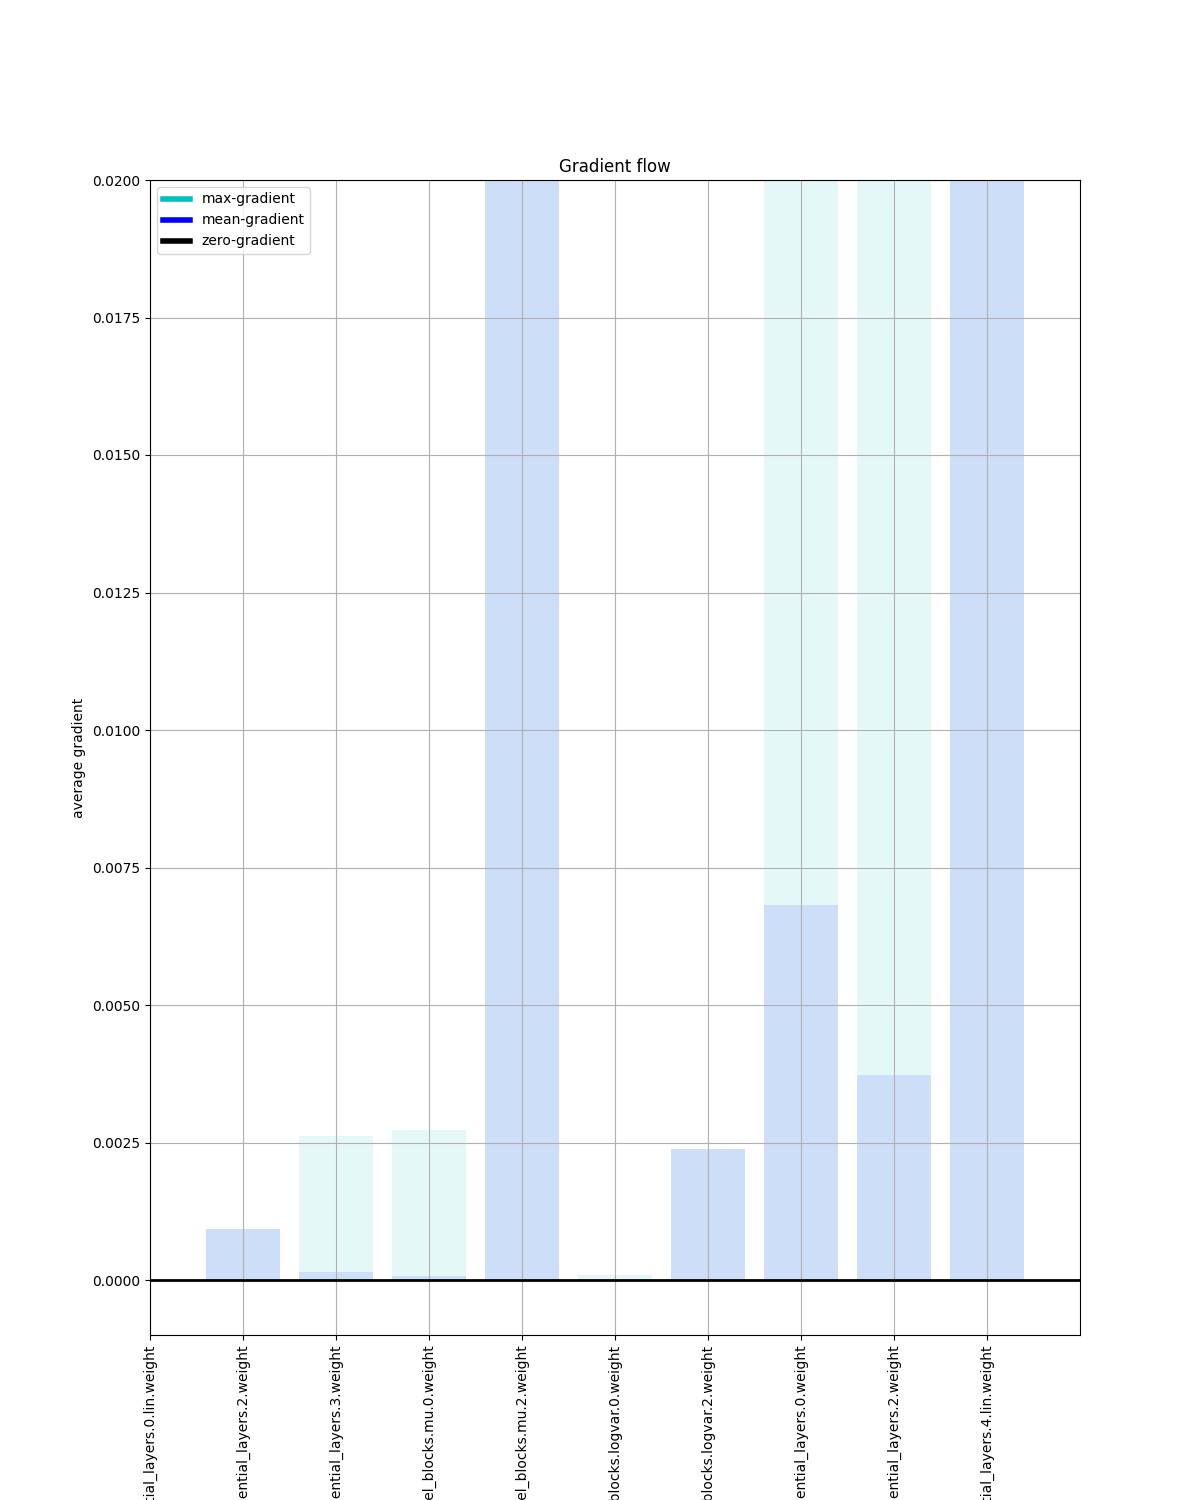 Gradient flow
max-gradient
mean-gradient
zero-gradient
0.0200
0.0175
0.0150
0.0125
0.0100
0.0075
0.0050
0.0025
0.0000
average gradient
tial_layers.0.lin.weight
ential_layers.2.weight
ential_layers.3.weight
el_blocks.mu.0.weight
el_blocks.mu.2.weight
blocks.logvar.0.weight
blocks.logvar.2.weight
ential_layers.0.weight
ential_layers.2.weight
tial_layers.4.lin.weight